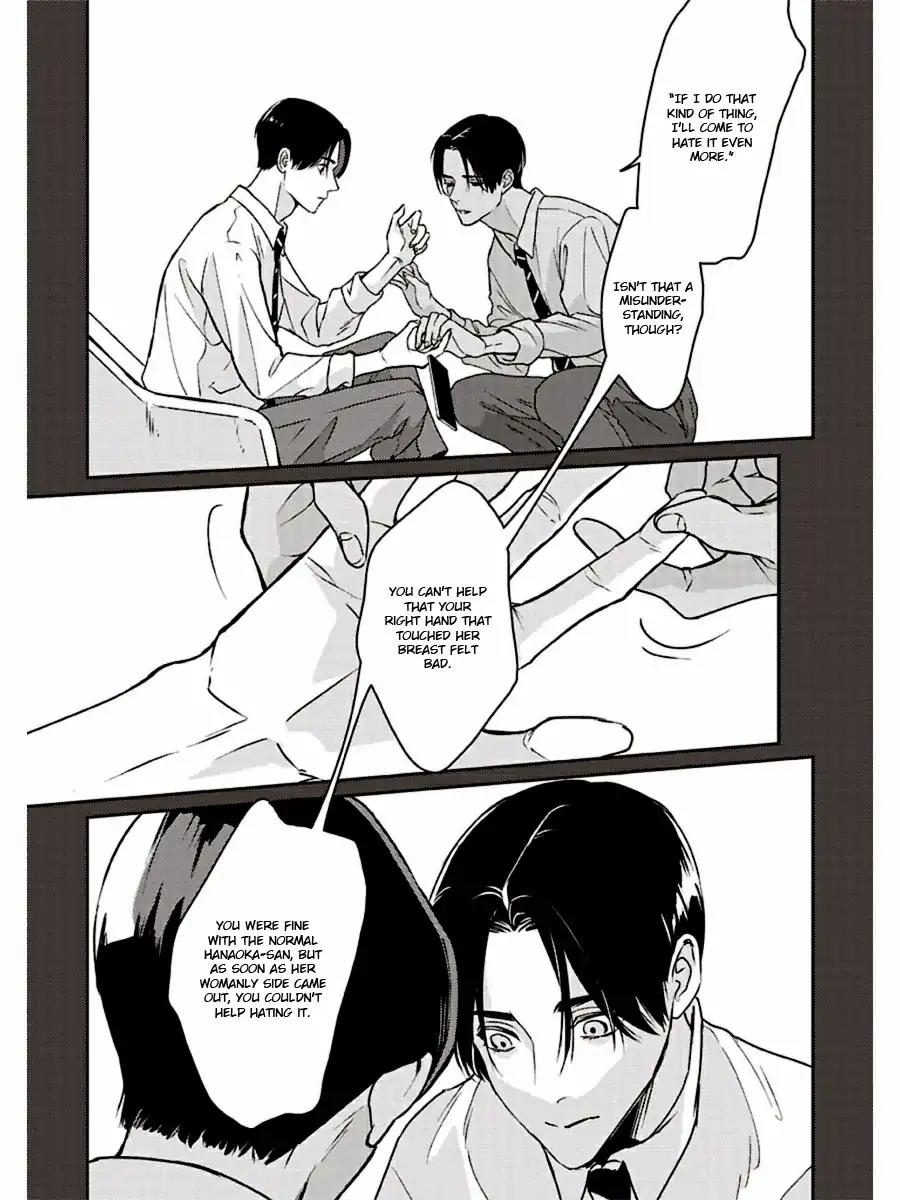 "IF I DO THAT
KIND OF THING,
I'LL COME TO
HATE IT EVEN
MORE."
ISN'T THAT A
MISUNDER-
STANDING,
THOUGH?
YOU CAN'T HELP
THAT YOUR
RIGHT HAND THAT
TOUCHED HER
BREAST FELT
BAD.
YOU WERE FINE
WITH THE NORMAL
HANAOKA-SAN, BUT
AS SOON AS HER
WOMANLY SIDE CAME
OUT, YOU COULDN'T
HELP HATING IT.